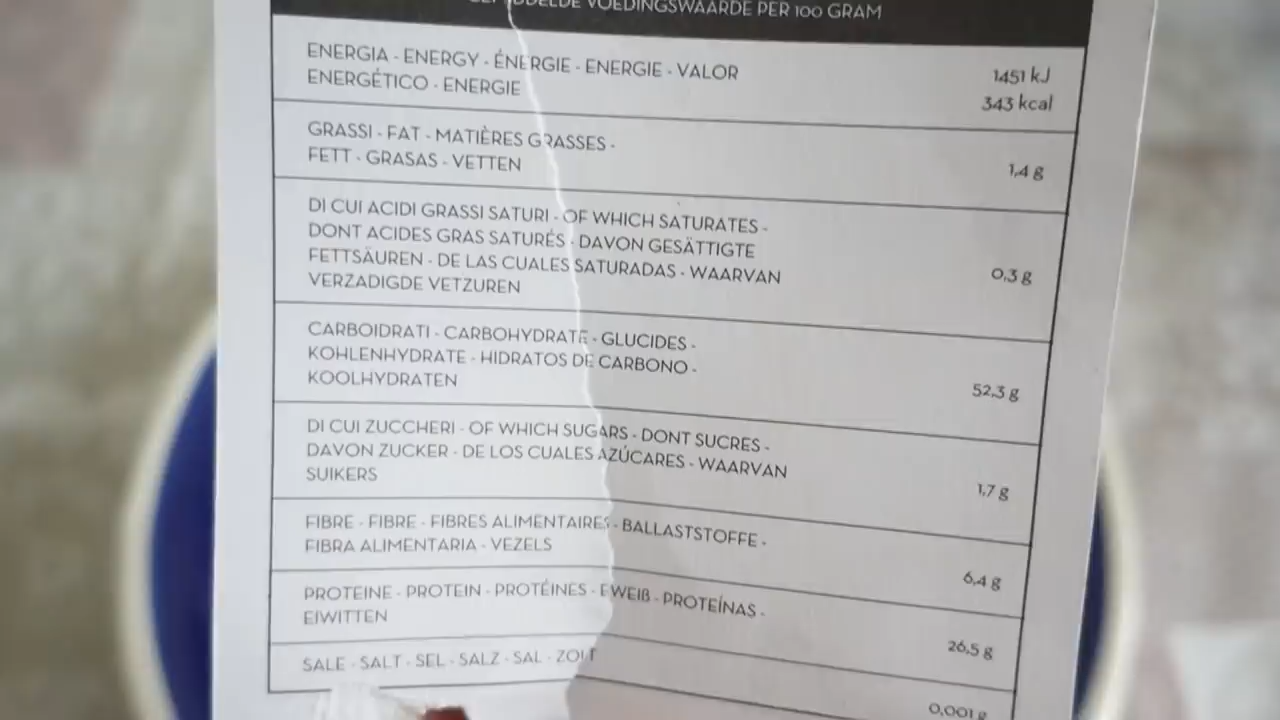 VOEDINGSWAARDE PER 100 GRAM
ENERGIA - ENERGY - ÉNERGIE - ENERGIE - VALOR
ENERGÉTICO - ENERGIE
1451 kJ
343 kcal
GRASSI - FAT - MATIÈRES GRASSES -
FETT - GRASAS - VETTEN
1,4 g
DI CUI ACIDI GRASSI SATURI - OF WHICH SATURATES -
DONT ACIDES GRAS SATURÉS - DAVON GESÄTTIGTE
FETTSÄUREN - DE LAS CUALES SATURADAS - WAARVAN
VERZADIGDE VETZUREN
0,3 g
CARBOIDRATI - CARBOHYDRATE - GLUCIDES -
KOHLENHYDRATE - HIDRATOS DE CARBONO -
KOOLHYDRATEN
52,3 g
DI CUI ZUCCHERI - OF WHICH SUGARS - DONT SUCRES -
DAVON ZUCKER - DE LOS CUALES AZÚCARES - WAARVAN
SUIKERS
1,7 g
FIBRE - FIBRE - FIBRES ALIMENTAIRES - BALLASTSTOFFE -
FIBRA ALIMENTARIA - VEZELS
6,4 g
PROTEINE - PROTEIN - PROTÉINES - EIWEIß - PROTEÍNAS -
EIWITTEN
26,5 g
SALE - SALT - SEL - SALZ - SAL - ZOUT
0,001 g